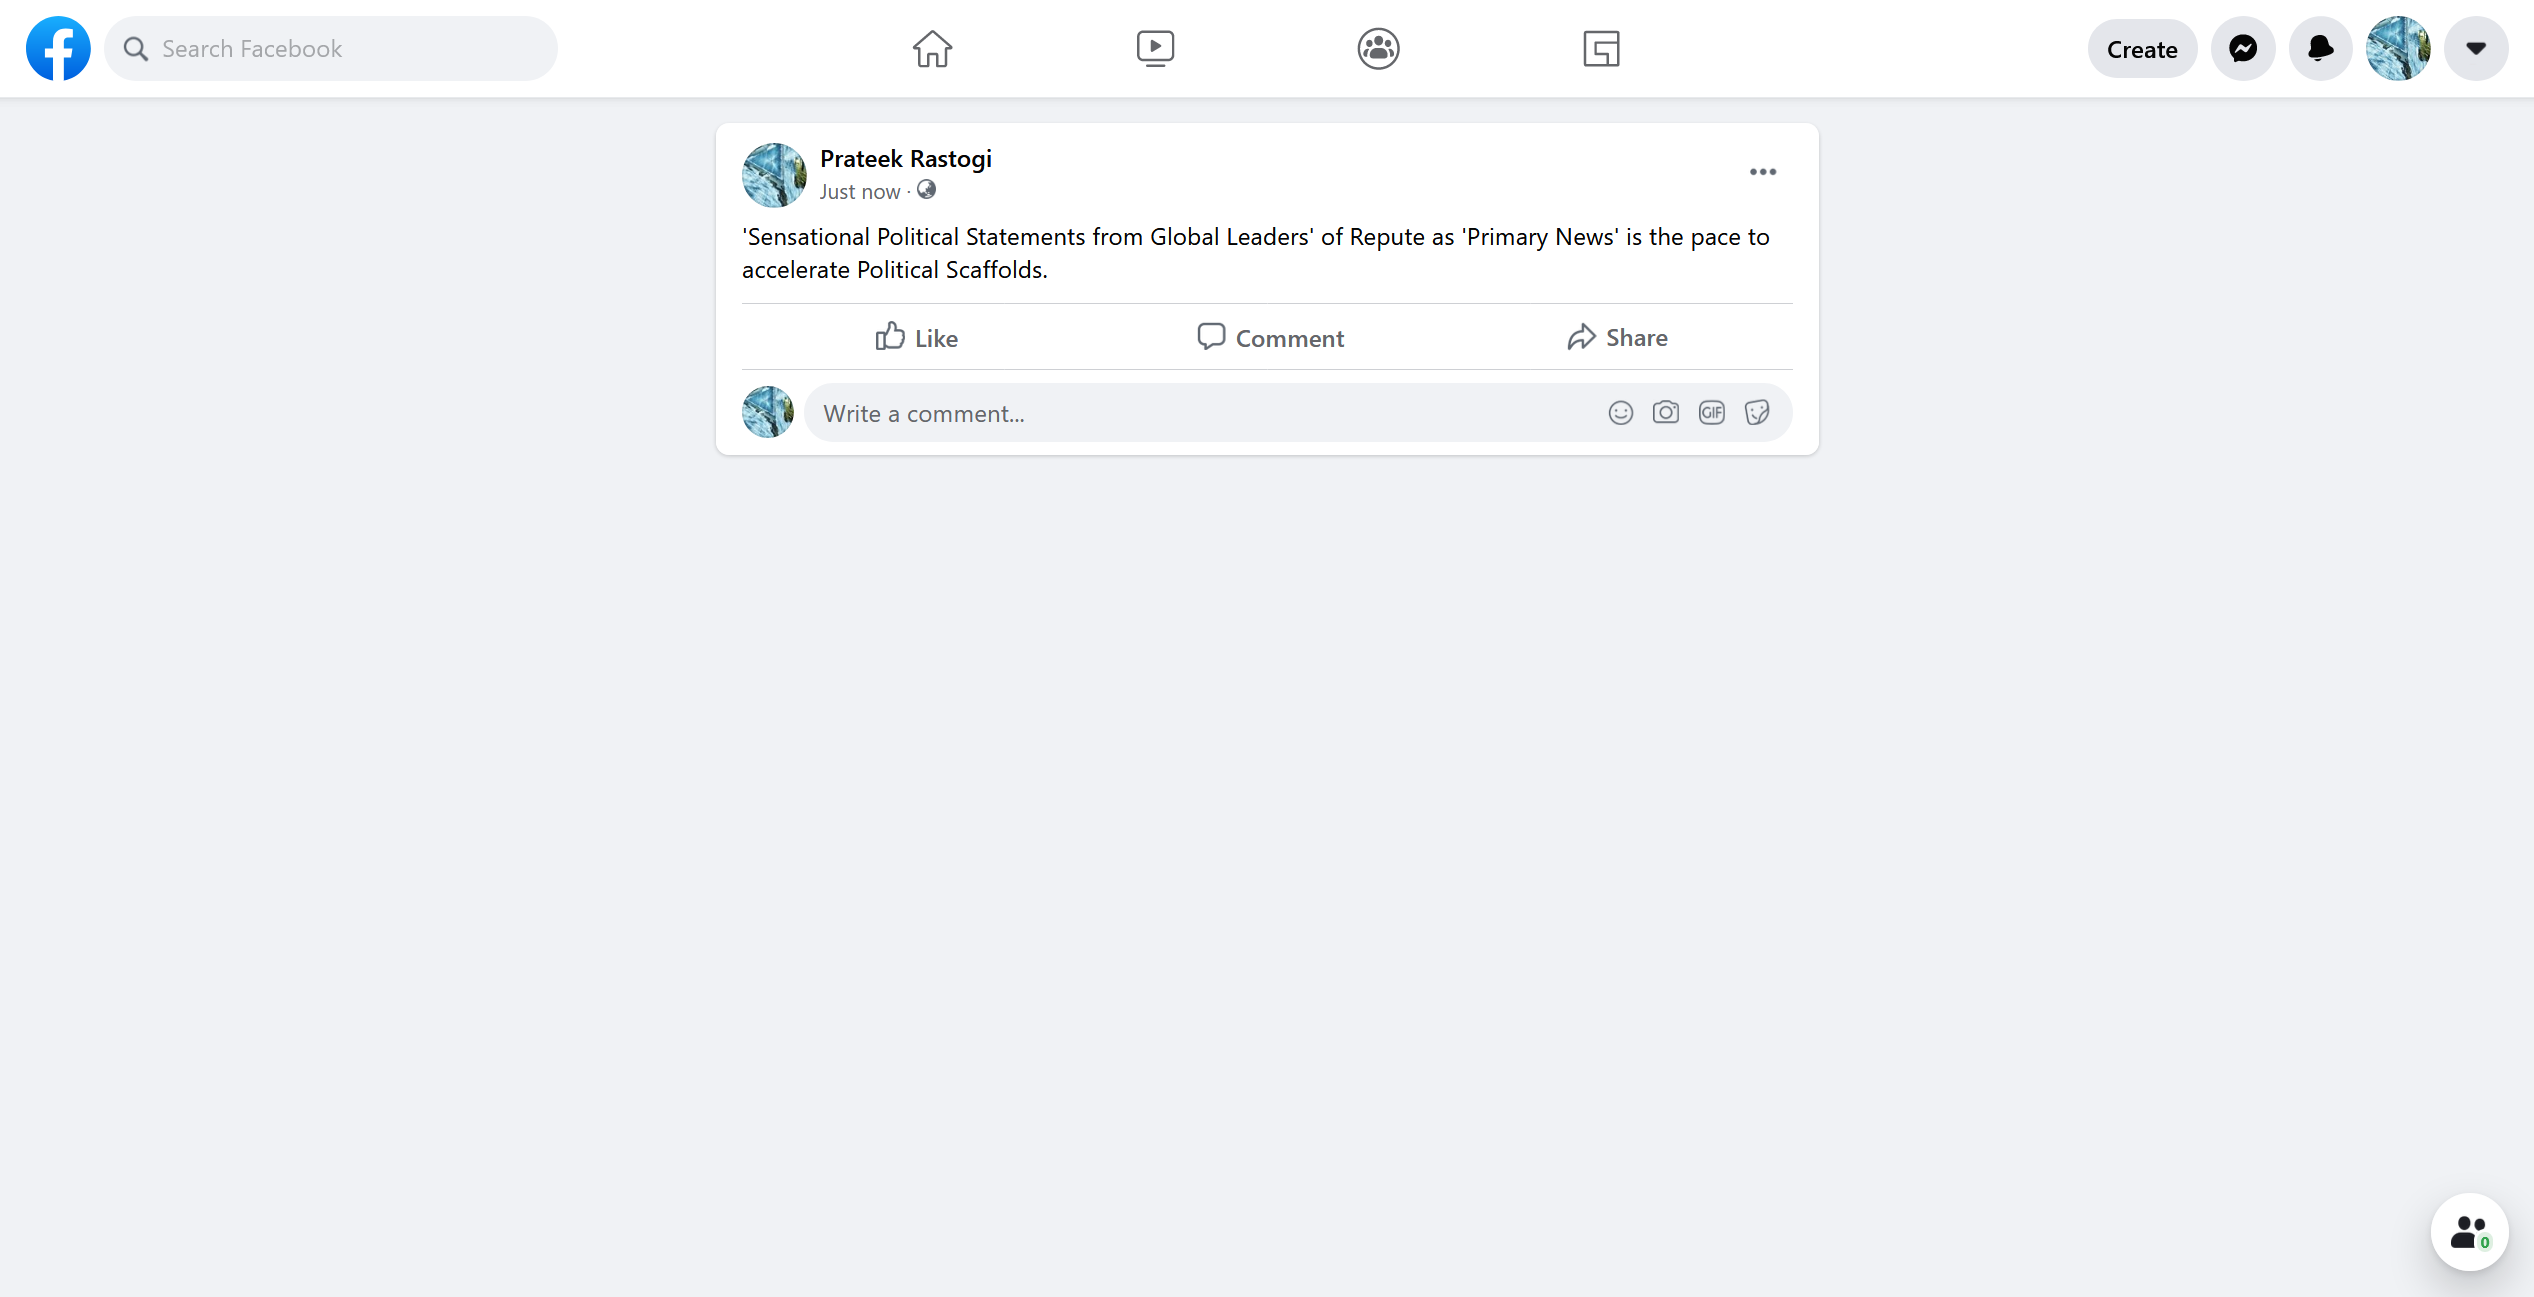 Search Facebook
Create
Prateek Rastogi
Just now ·
'Sensational Political Statements from Global Leaders' of Repute as 'Primary News' is the pace to
accelerate Political Scaffolds.
Like
Comment
Share
Write a comment...
GIF
0